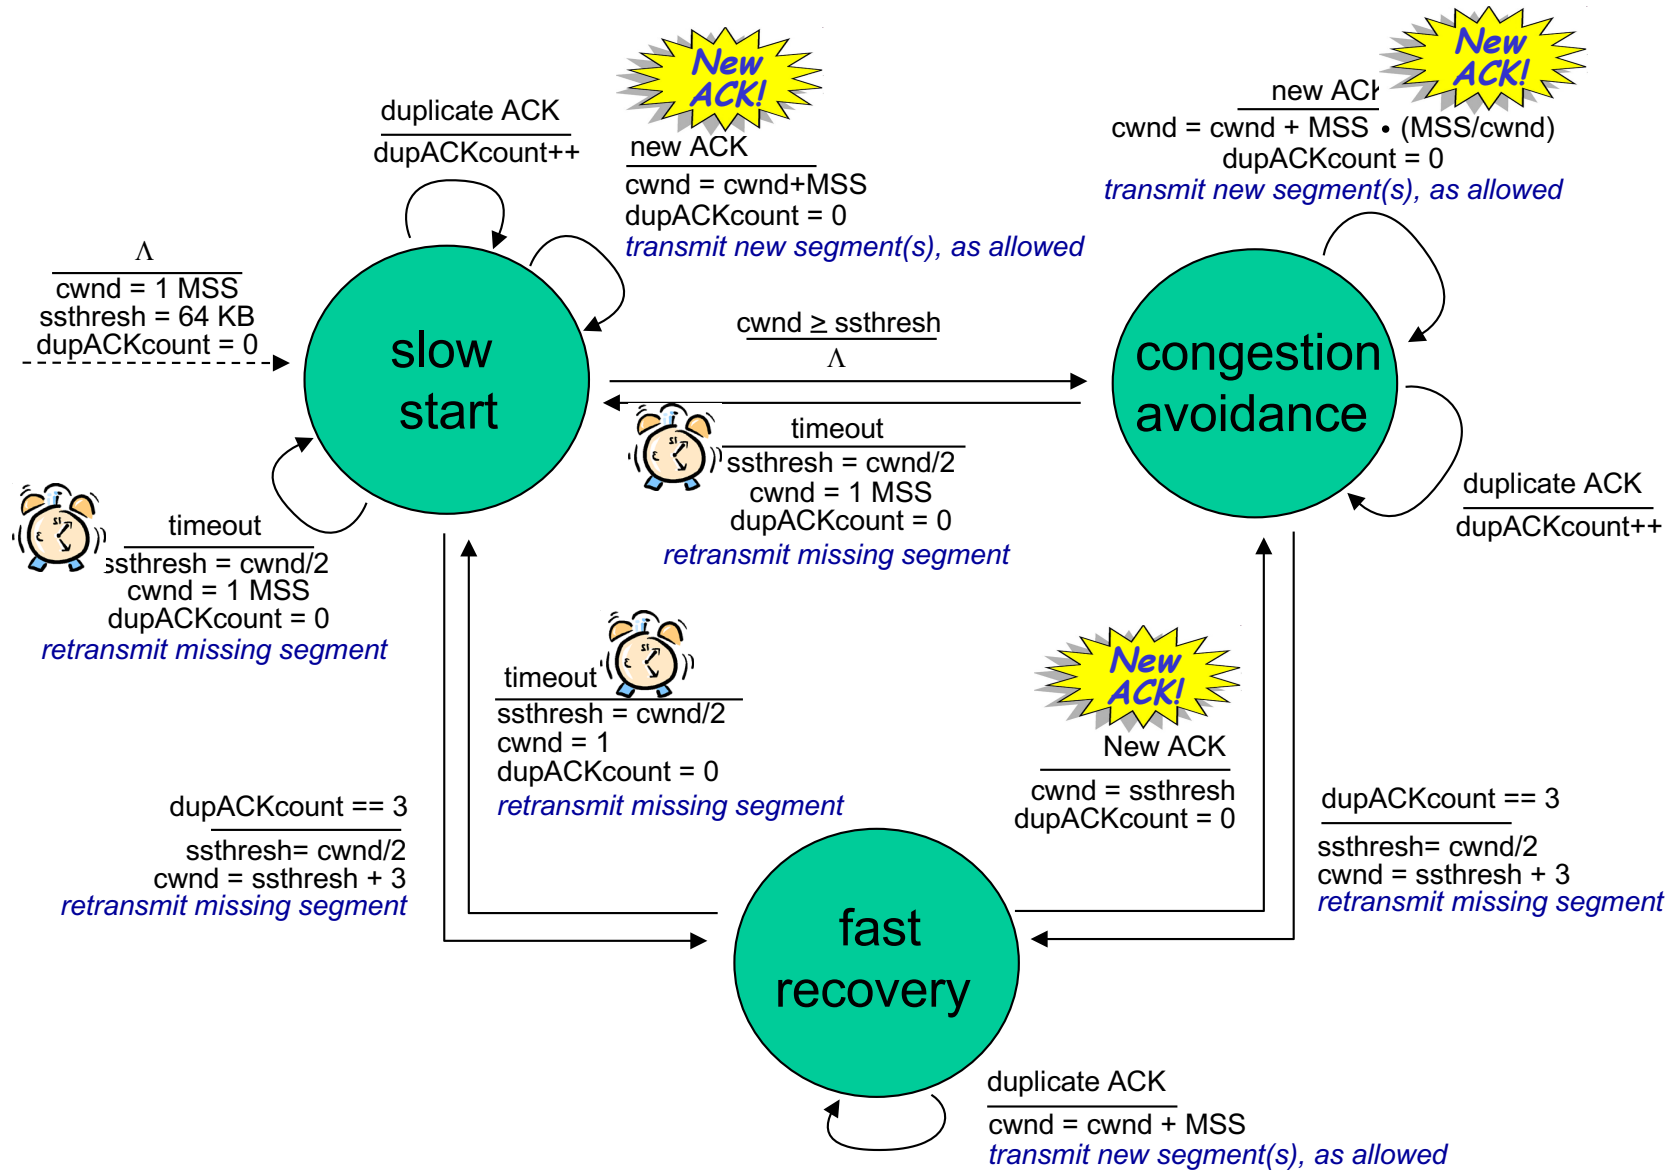 New
ACK!
duplicate ACK
dupACKcount++
new ACK
cwnd = cwnd+MSS
dupACKcount = 0
transmit new segment(s), as allowed
New
ACK!
new ACK
cwnd = cwnd + MSS • (MSS/cwnd)
dupACKcount = 0
transmit new segment(s), as allowed
Λ
cwnd = 1 MSS
ssthresh = 64 KB
dupACKcount = 0
slow
start
cwnd ≥ ssthresh
Λ
congestion
avoidance
timeout
ssthresh = cwnd/2
cwnd = 1 MSS
dupACKcount = 0
retransmit missing segment
duplicate ACK
dupACKcount++
timeout
ssthresh = cwnd/2
cwnd = 1 MSS
dupACKcount = 0
retransmit missing segment
timeout
ssthresh = cwnd/2
cwnd = 1
dupACKcount = 0
retransmit missing segment
New
ACK!
New ACK
cwnd = ssthresh
dupACKcount = 0
dupACKcount == 3
ssthresh= cwnd/2
cwnd = ssthresh + 3
retransmit missing segment
dupACKcount == 3
ssthresh= cwnd/2
cwnd = ssthresh + 3
retransmit missing segment
fast
recovery
duplicate ACK
cwnd = cwnd + MSS
transmit new segment(s), as allowed